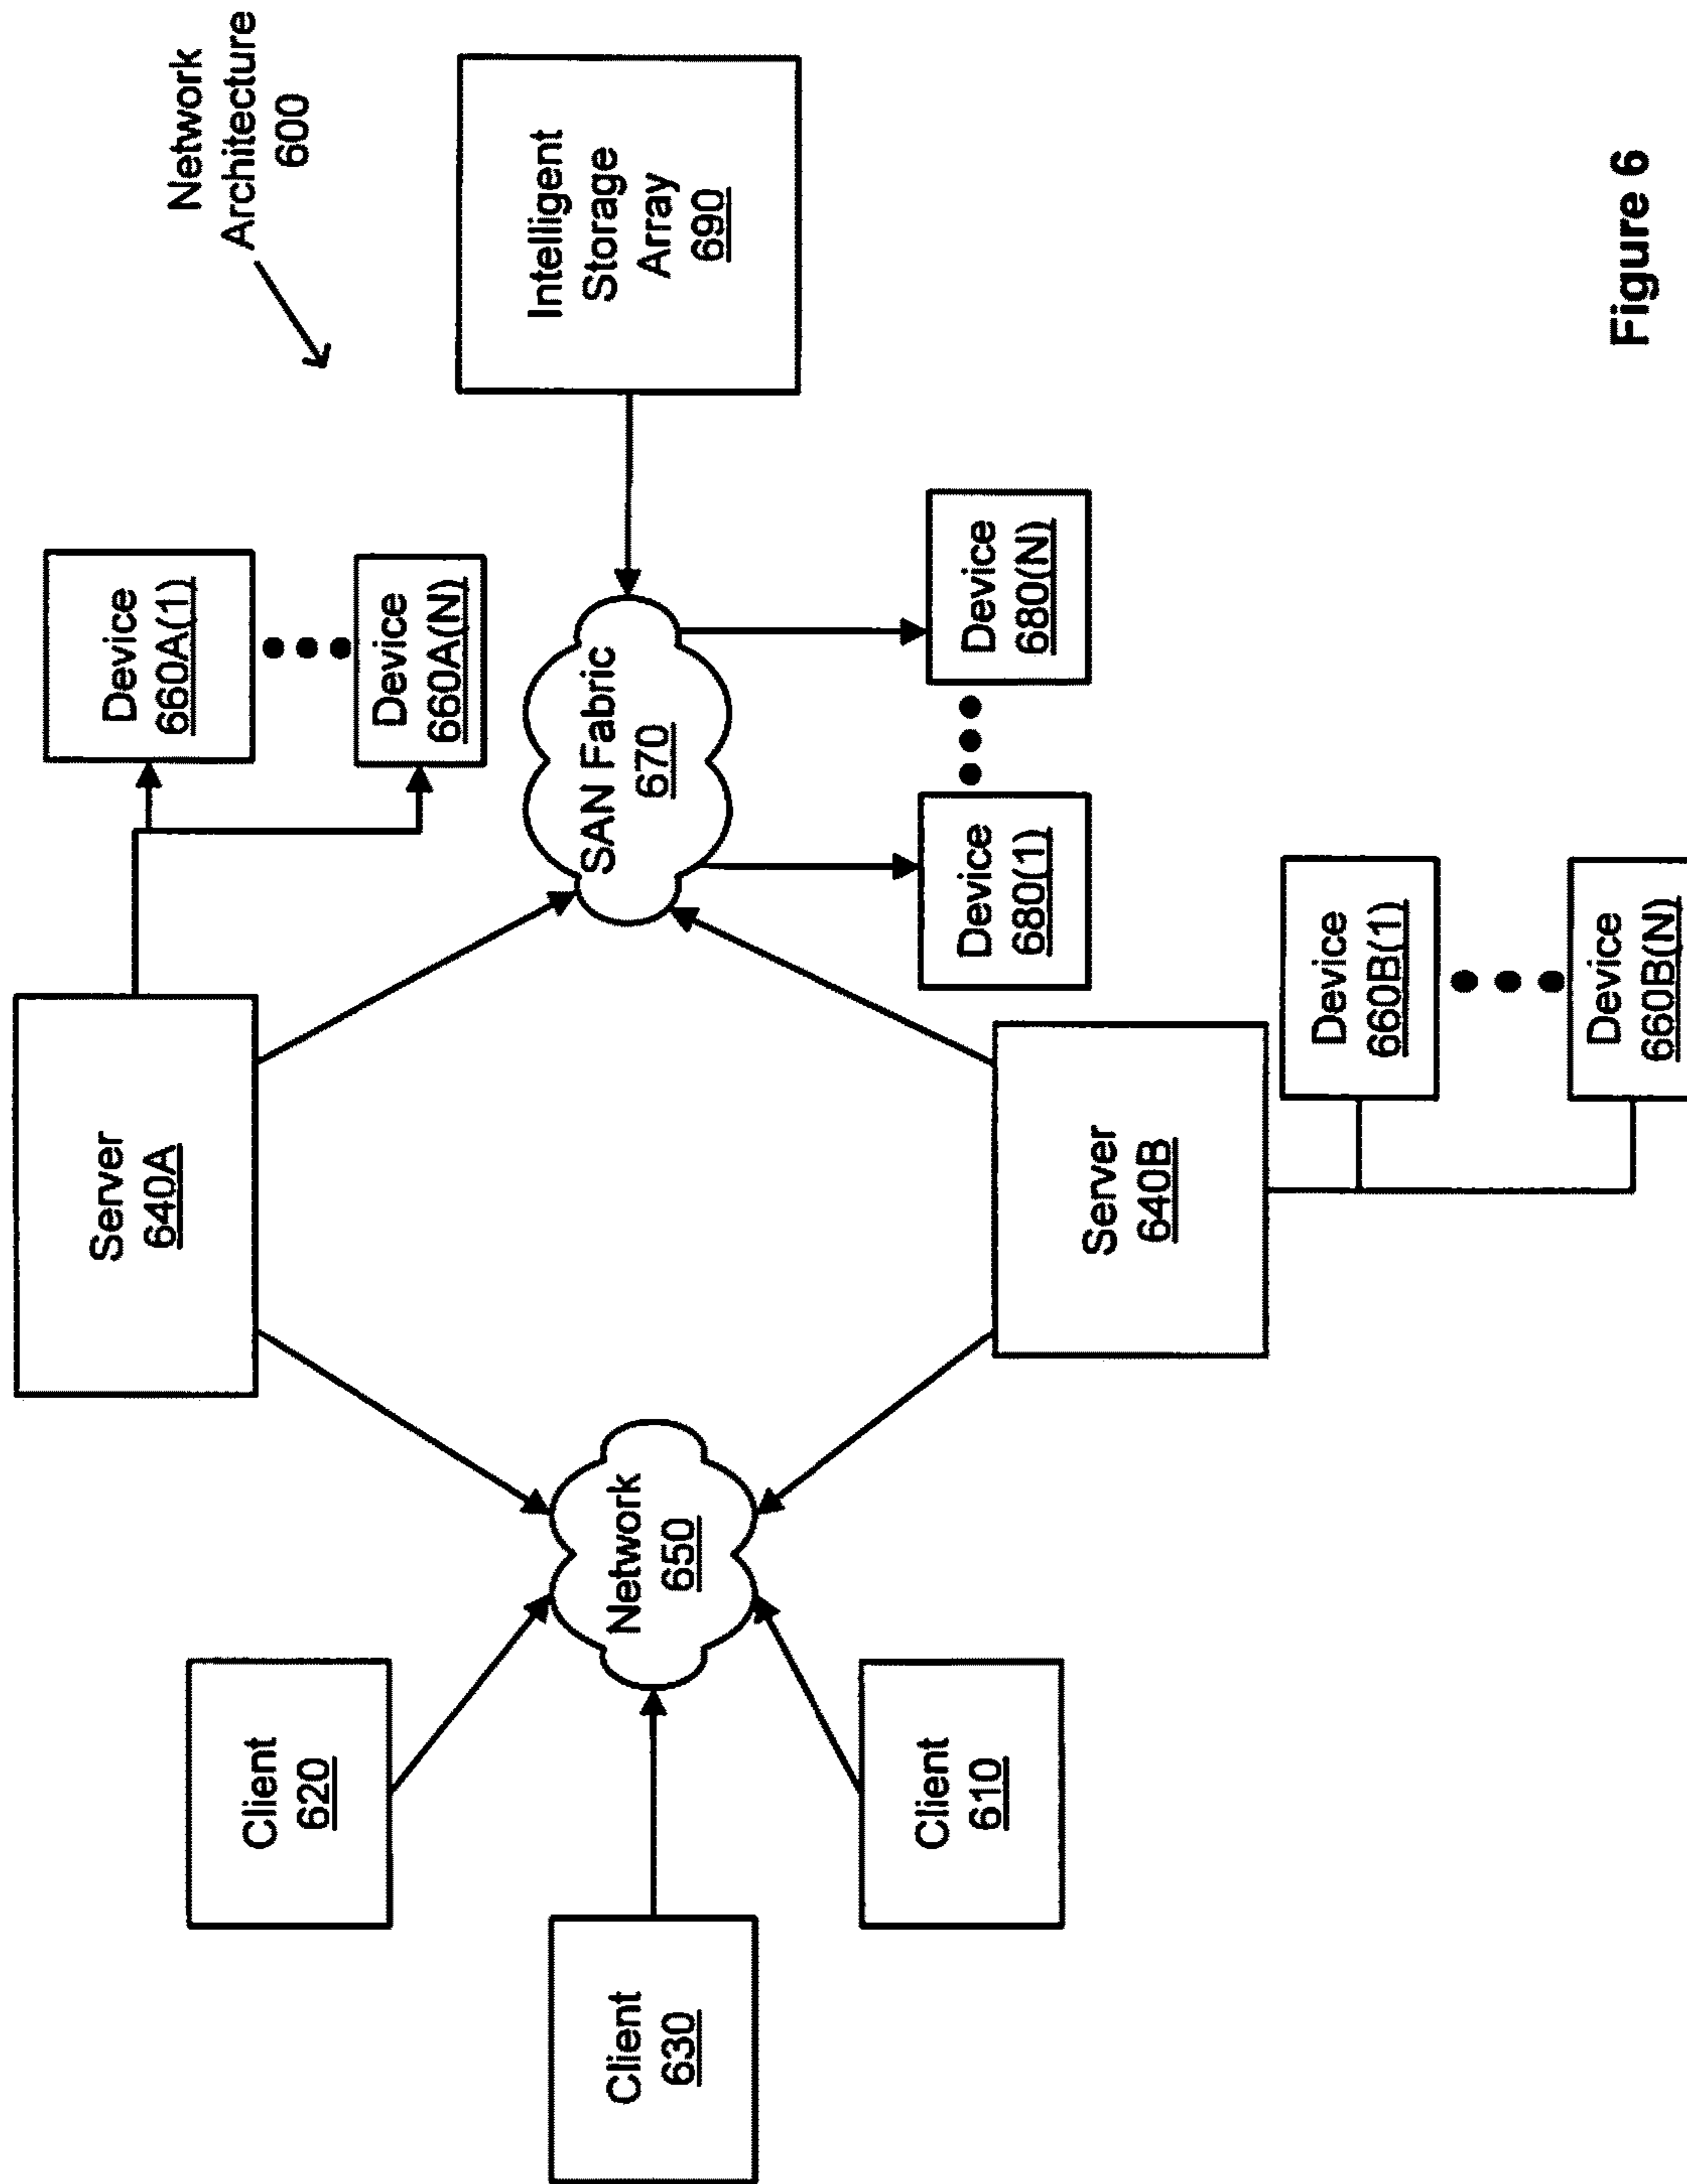 Network
Architecture
600
Device
660A(1)
Device
660A(N)
Server
640A
Intelligent
Storage
Array
690
SAN Fabric
670
Client
620
Network
650
Client
630
Device
680(1)
Device
680(N)
Client
610
Server
640B
Device
660B(1)
Device
660B(N)
Figure 6